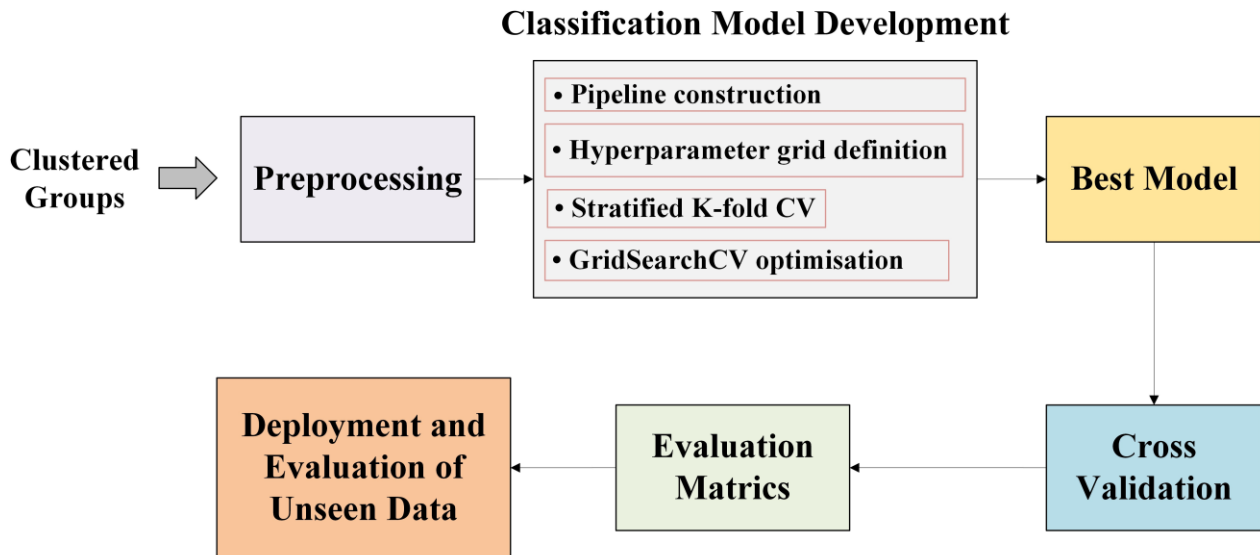 Classification Model Development
Clustered
Groups
Preprocessing
• Pipeline construction
• Hyperparameter grid definition
• Stratified K-fold CV
• GridSearchCV optimisation
Best Model
Cross
Validation
Evaluation
Matrics
Deployment and
Evaluation of
Unseen Data